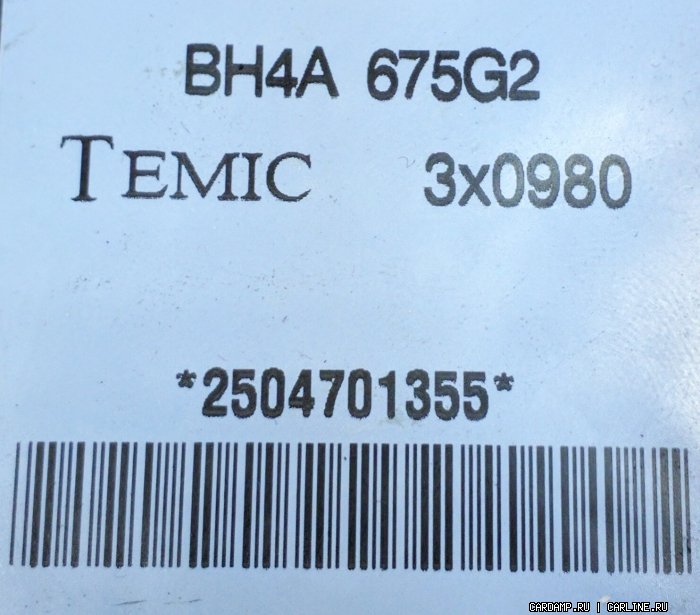 BH4A 675G2
TEMIC 3x0980
*2504701355*
CARDAMP.RU | CARLINE.RU